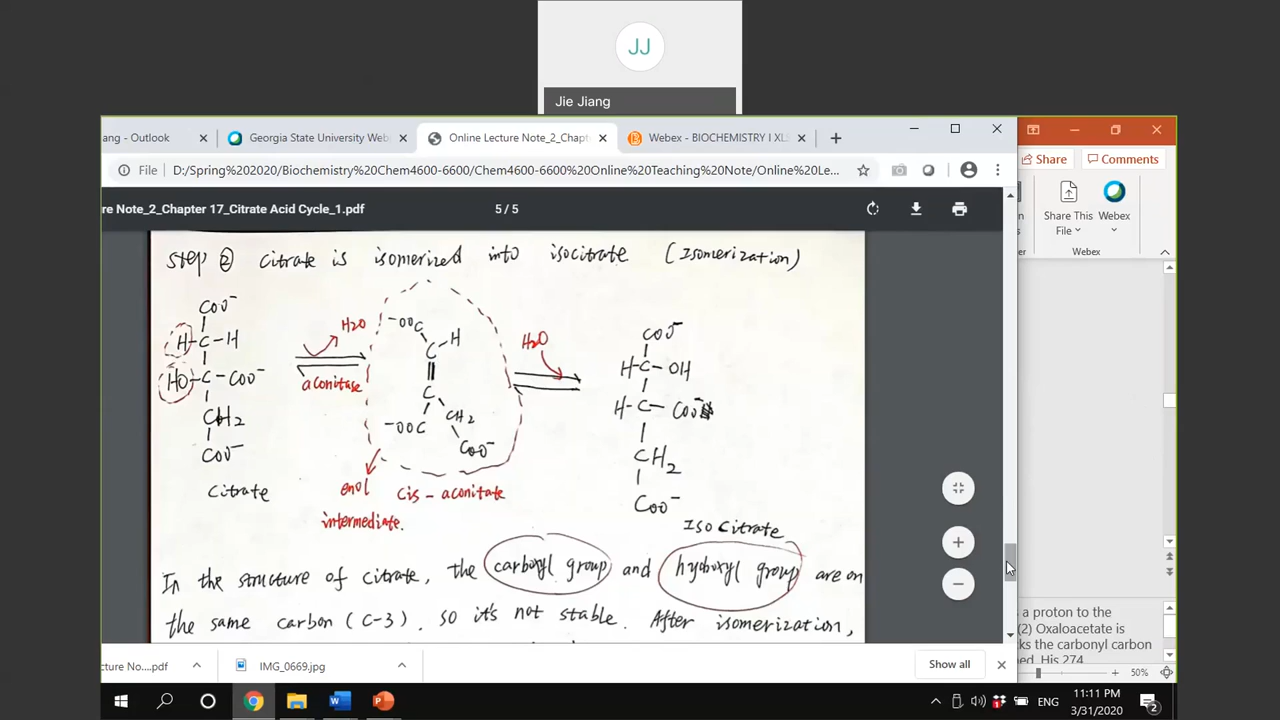 JJ
Jie Jiang
ang - Outlook
Georgia State University Web
Online Lecture Note_2_Chapt
Webex - BIOCHEMISTRY I XLS
File D:/Spring%202020/Biochemistry%20Chem4600-6600/Chem4600-6600%20Online%20Teaching%20Note/Online%20Le...
Share
Comments
re Note_2_Chapter 17_Citrate Acid Cycle_1.pdf
5 / 5
Share This
File
Webex
Webex
Step ② Citrate is isomerized into isocitrate (Isomerization)
COO⁻
H-C-H
HO-C-COO⁻
CH2
COO⁻
Citrate
H2O
aconitase
⁻OOC
C H
C
⁻OOC CH2
COO⁻
enol
intermediate.
Cis-aconitate
H2O
COO⁻
H-C-OH
H-C-COO⁻
CH2
COO⁻
Isocitrate
In the structure of citrate, the carboxyl group and hydroxyl group are on
the same carbon (C-3), so it's not stable. After isomerization,
s a proton to the
(2) Oxaloacetate is
cks the carbonyl carbon
ned. His 274
cture No....pdf
IMG_0669.jpg
Show all
50%
ENG
11:11 PM
3/31/2020
2